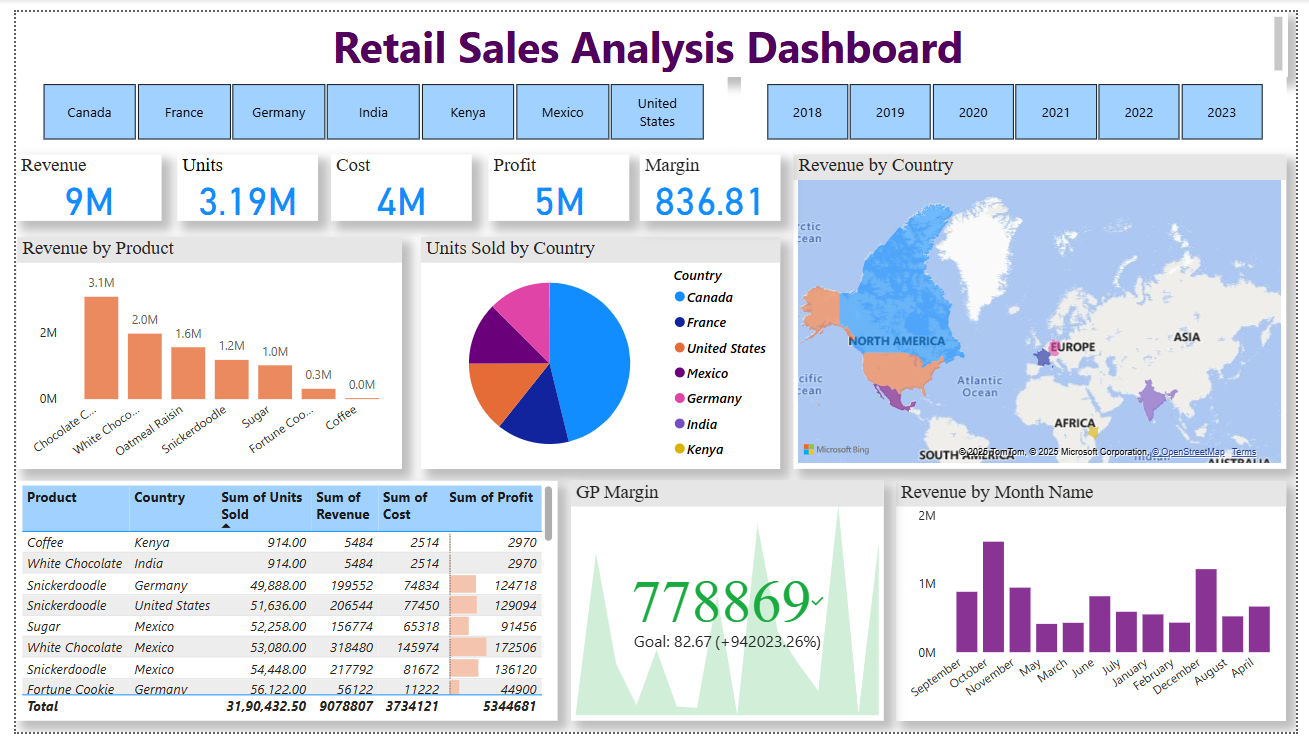 Retail Sales Analysis Dashboard
Canada
France
Germany
India
Kenya
Mexico
United
States
2018
2019
2020
2021
2022
2023
Revenue
9M
Units
3.19M
Cost
4M
Profit
5M
Margin
836.81
Revenue by Country
ctic
ean
NORTH AMERICA
EUROPE
ASIA
cific
ean
Atlantic
Ocean
AFRICA
SOUTH AMERICA
AUSTRALIA
Microsoft Bing
© 2025 TomTom, © 2025 Microsoft Corporation, © OpenStreetMap Terms
Revenue by Product
2M
0M
3.1M
2.0M
1.6M
1.2M
1.0M
0.3M
0.0M
Chocolate C...
White Choco...
Oatmeal Raisin
Snickerdoodle
Sugar
Fortune Coo...
Coffee
Units Sold by Country
Country
Canada
France
United States
Mexico
Germany
India
Kenya
Product Country Sum of Units Sum of Sum of Sum of Profit
Sold Revenue Cost
Coffee Kenya 914.00 5484 2514 2970
White Chocolate India 914.00 5484 2514 2970
Snickerdoodle Germany 49,888.00 199552 74834 124718
Snickerdoodle United States 51,636.00 206544 77450 129094
Sugar Mexico 52,258.00 156774 65318 91456
White Chocolate Mexico 53,080.00 318480 145974 172506
Snickerdoodle Mexico 54,448.00 217792 81672 136120
Fortune Cookie Germany 56,122.00 56122 11222 44900
Total 31,90,432.50 9078807 3734121 5344681
GP Margin
778869
Goal: 82.67 (+942023.26%)
Revenue by Month Name
2M
1M
0M
September
October
November
May
March
June
July
January
February
December
August
April